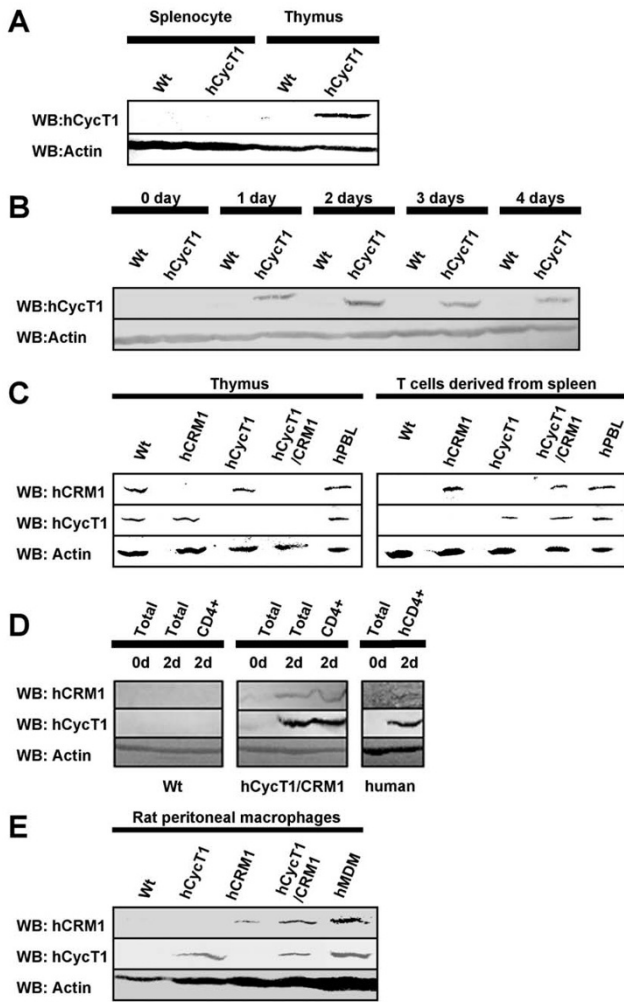 A
Splenocyte Thymus
Wt hCycT1 Wt hCycT1
WB:hCycT1
WB:Actin
B
0 day 1 day 2 days 3 days 4 days
Wt hCycT1 Wt hCycT1 Wt hCycT1 Wt hCycT1 Wt hCycT1
WB:hCycT1
WB:Actin
C
Thymus T cells derived from spleen
Wt hCRM1 hCycT1 hCycT1 /CRM1 hPBL Wt hCRM1 hCycT1 hCycT1 /CRM1 hPBL
WB: hCRM1
WB: hCycT1
WB: Actin
D
Total Total CD4+ Total Total CD4+ Total hCD4+
0d 2d 2d 0d 2d 2d 0d 2d
WB: hCRM1
WB: hCycT1
WB: Actin
Wt hCycT1/CRM1 human
E
Rat peritoneal macrophages
Wt hCycT1 hCRM1 hCycT1 /CRM1 hMDM
WB: hCRM1
WB: hCycT1
WB: Actin